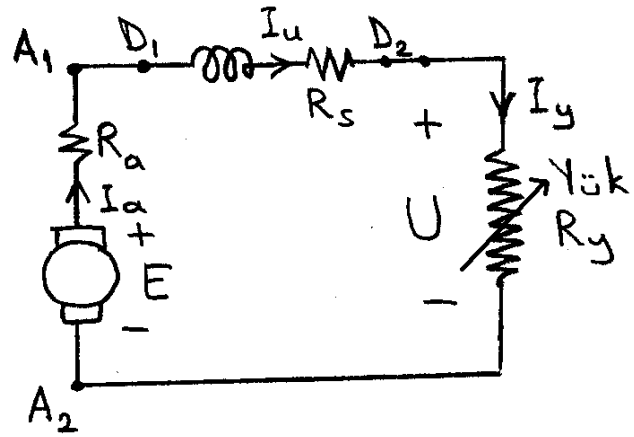 A₁
D₁
Iu
D₂
Rs
Iy
+
Ra
Ia
+
E
−
U
Yük
Ry
−
A₂